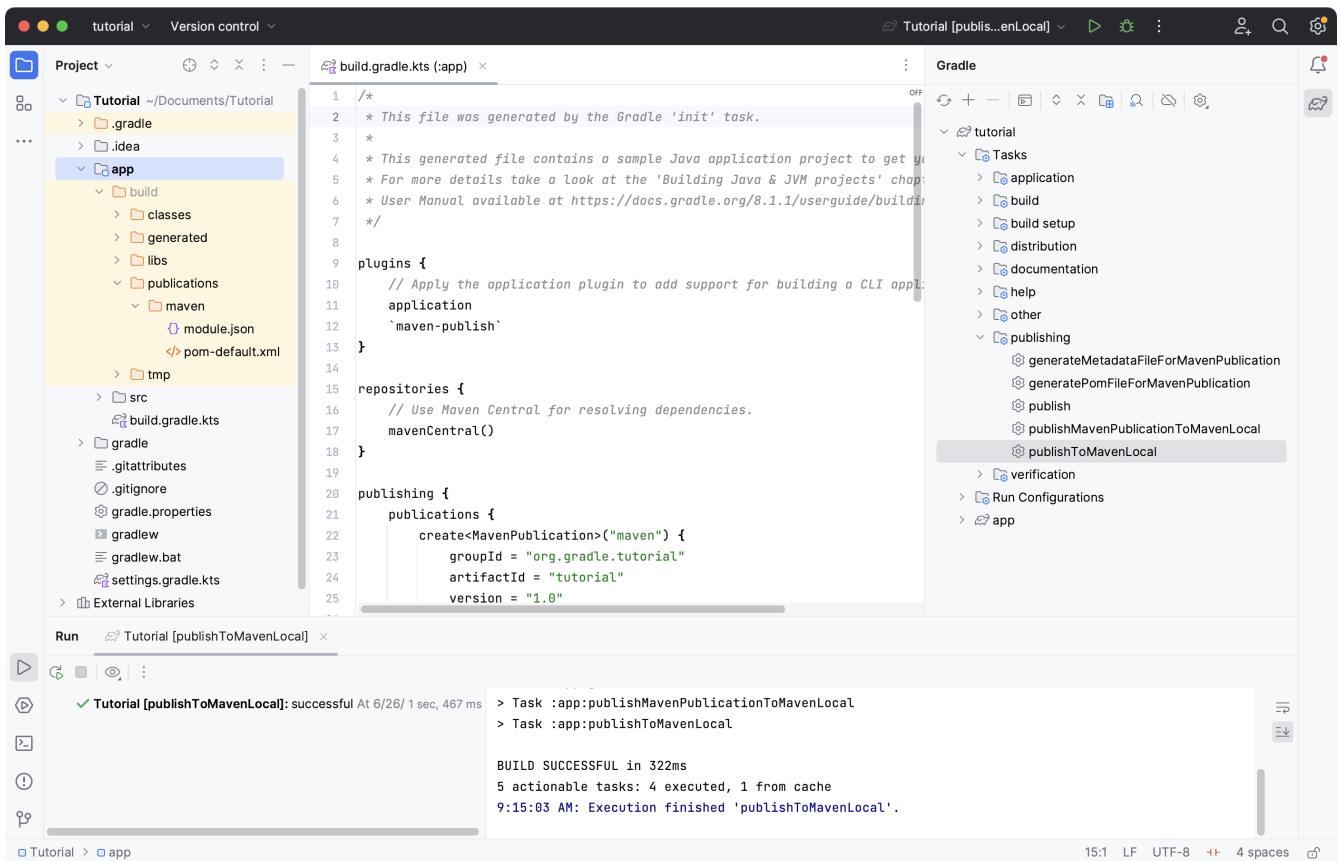 tutorial
Version control
Tutorial [publis...enLocal]
Project
Tutorial ~/Documents/Tutorial
.gradle
.idea
app
build
classes
generated
libs
publications
maven
{} module.json
</> pom-default.xml
tmp
src
build.gradle.kts
gradle
.gitattributes
.gitignore
gradle.properties
gradlew
gradlew.bat
settings.gradle.kts
External Libraries
build.gradle.kts (:app)
OFF
1 /*
2 * This file was generated by the Gradle 'init' task.
3 *
4 * This generated file contains a sample Java application project to get yo
5 * For more details take a look at the 'Building Java & JVM projects' chapt
6 * User Manual available at https://docs.gradle.org/8.1.1/userguide/buildin
7 */
8
9 plugins {
10 // Apply the application plugin to add support for building a CLI appli
11 application
12 `maven-publish`
13 }
14
15 repositories {
16 // Use Maven Central for resolving dependencies.
17 mavenCentral()
18 }
19
20 publishing {
21 publications {
22 create<MavenPublication>("maven") {
23 groupId = "org.gradle.tutorial"
24 artifactId = "tutorial"
25 version = "1.0"
Gradle
tutorial
Tasks
application
build
build setup
distribution
documentation
help
other
publishing
generateMetadataFileForMavenPublication
generatePomFileForMavenPublication
publish
publishMavenPublicationToMavenLocal
publishToMavenLocal
verification
Run Configurations
app
Run
Tutorial [publishToMavenLocal]
Tutorial [publishToMavenLocal]: successful At 6/26/ 1 sec, 467 ms
> Task :app:publishMavenPublicationToMavenLocal
> Task :app:publishToMavenLocal
BUILD SUCCESSFUL in 322ms
5 actionable tasks: 4 executed, 1 from cache
9:15:03 AM: Execution finished 'publishToMavenLocal'.
Tutorial > app
15:1 LF UTF-8 4 spaces